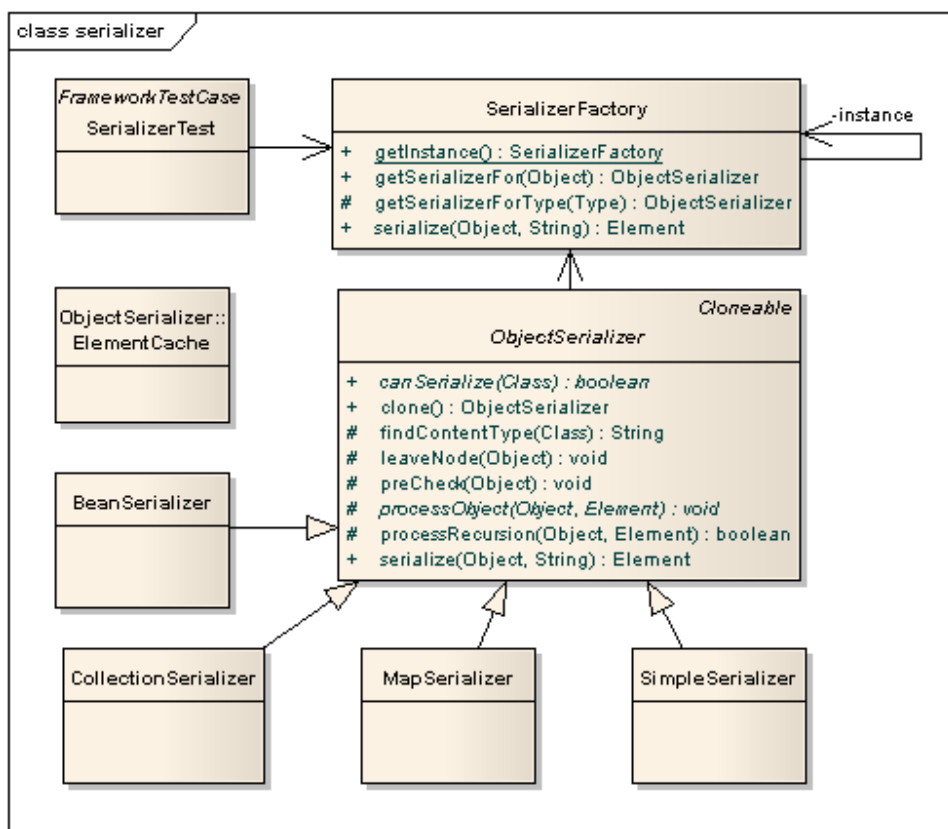 class serializer
FrameworkTestCase
SerializerTest
SerializerFactory
+ getInstance() : SerializerFactory
+ getSerializerFor(Object) : ObjectSerializer
# getSerializerForType(Type) : ObjectSerializer
+ serialize(Object, String) : Element
-instance
ObjectSerializer::
ElementCache
Cloneable
ObjectSerializer
+ canSerialize(Class) : boolean
+ clone() : ObjectSerializer
# findContentType(Class) : String
# leaveNode(Object) : void
# preCheck(Object) : void
# processObject(Object, Element) : void
# processRecursion(Object, Element) : boolean
+ serialize(Object, String) : Element
BeanSerializer
CollectionSerializer
MapSerializer
SimpleSerializer